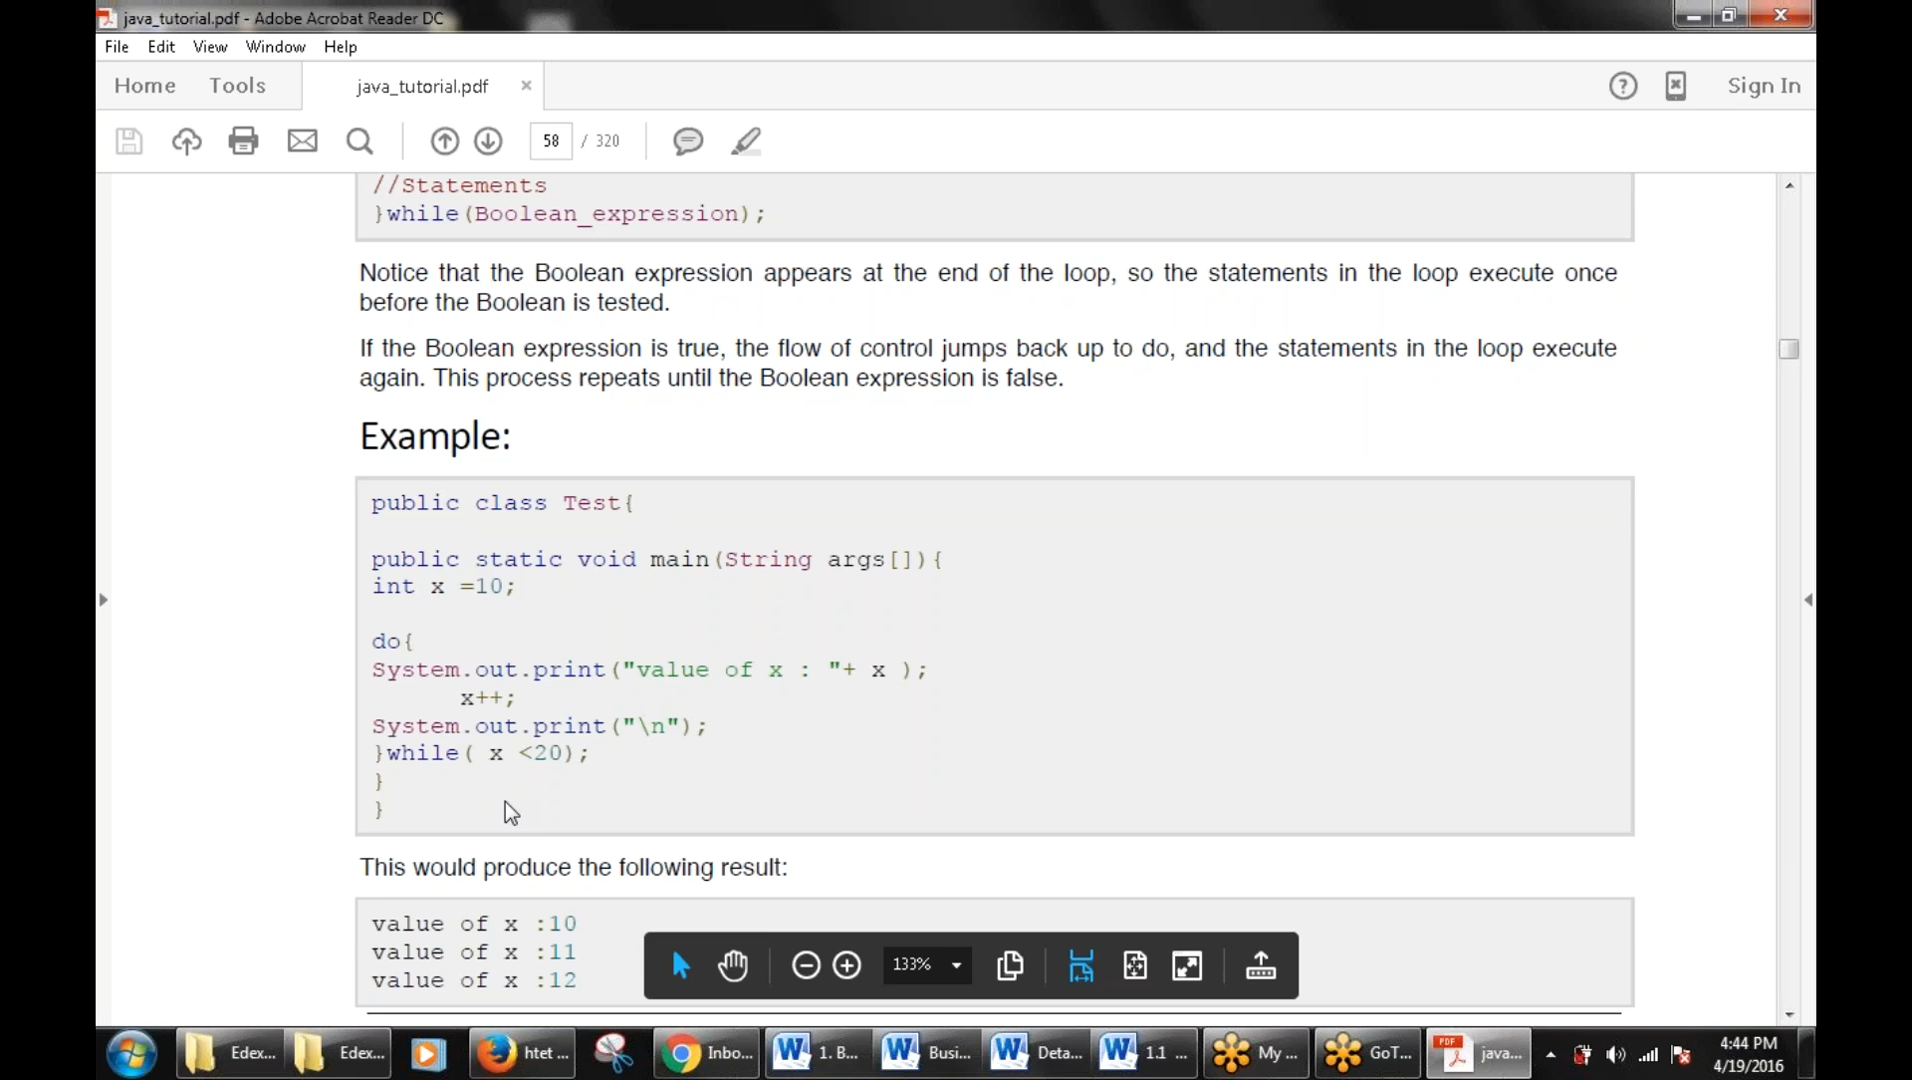 java_tutorial.pdf - Adobe Acrobat Reader DC
File Edit View Window Help
Home Tools java_tutorial.pdf × Sign In
58 / 320
//Statements
}while(Boolean_expression);
Notice that the Boolean expression appears at the end of the loop, so the statements in the loop execute once
before the Boolean is tested.
If the Boolean expression is true, the flow of control jumps back up to do, and the statements in the loop execute
again. This process repeats until the Boolean expression is false.
Example:
public class Test{
public static void main(String args[]){
int x =10;
do{
System.out.print("value of x : "+ x );
x++;
System.out.print("\n");
}while( x <20);
}
}
This would produce the following result:
value of x :10
value of x :11
value of x :12
133%
Edex... Edex... htet ... Inbo... 1. B... Busi... Deta... 1.1 ... My ... GoT... PDF java...
4:44 PM
4/19/2016